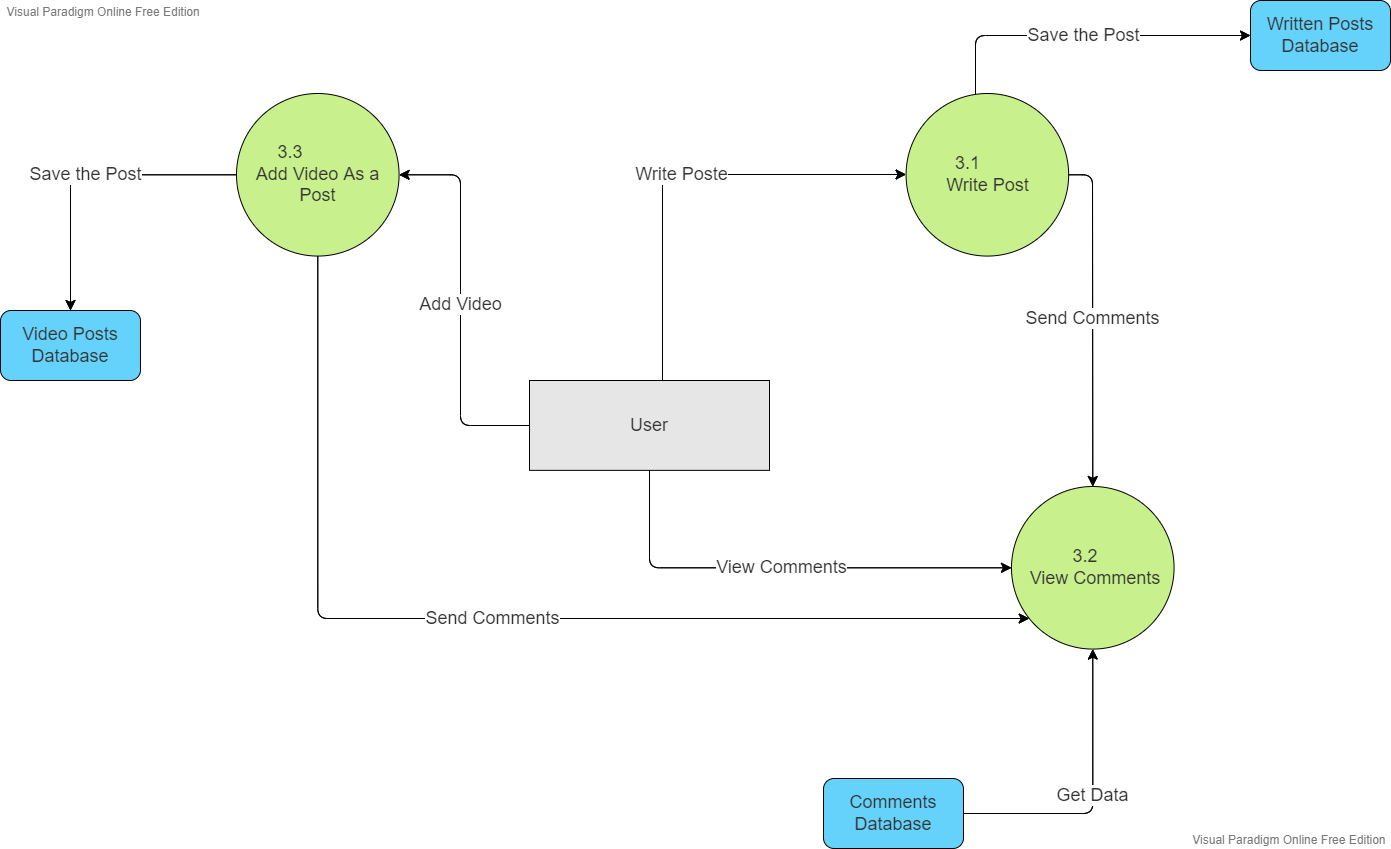 Visual Paradigm Online Free Edition
Save the Post
Written Posts
Database
3.3
Add Video As a
Post
Save the Post
Write Poste
3.1
Write Post
Add Video
Send Comments
Video Posts
Database
User
3.2
View Comments
View Comments
Send Comments
Get Data
Comments
Database
Visual Paradigm Online Free Edition